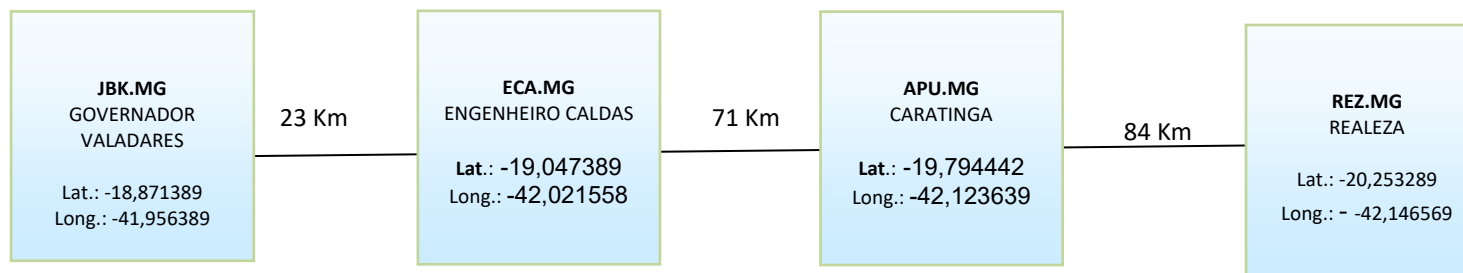 JBK.MG
GOVERNADOR
VALADARES
Lat.: -18,871389
Long.: -41,956389
23 Km
ECA.MG
ENGENHEIRO CALDAS
Lat.: -19,047389
Long.: -42,021558
71 Km
APU.MG
CARATINGA
Lat.: -19,794442
Long.: -42,123639
84 Km
REZ.MG
REALEZA
Lat.: -20,253289
Long.: - -42,146569